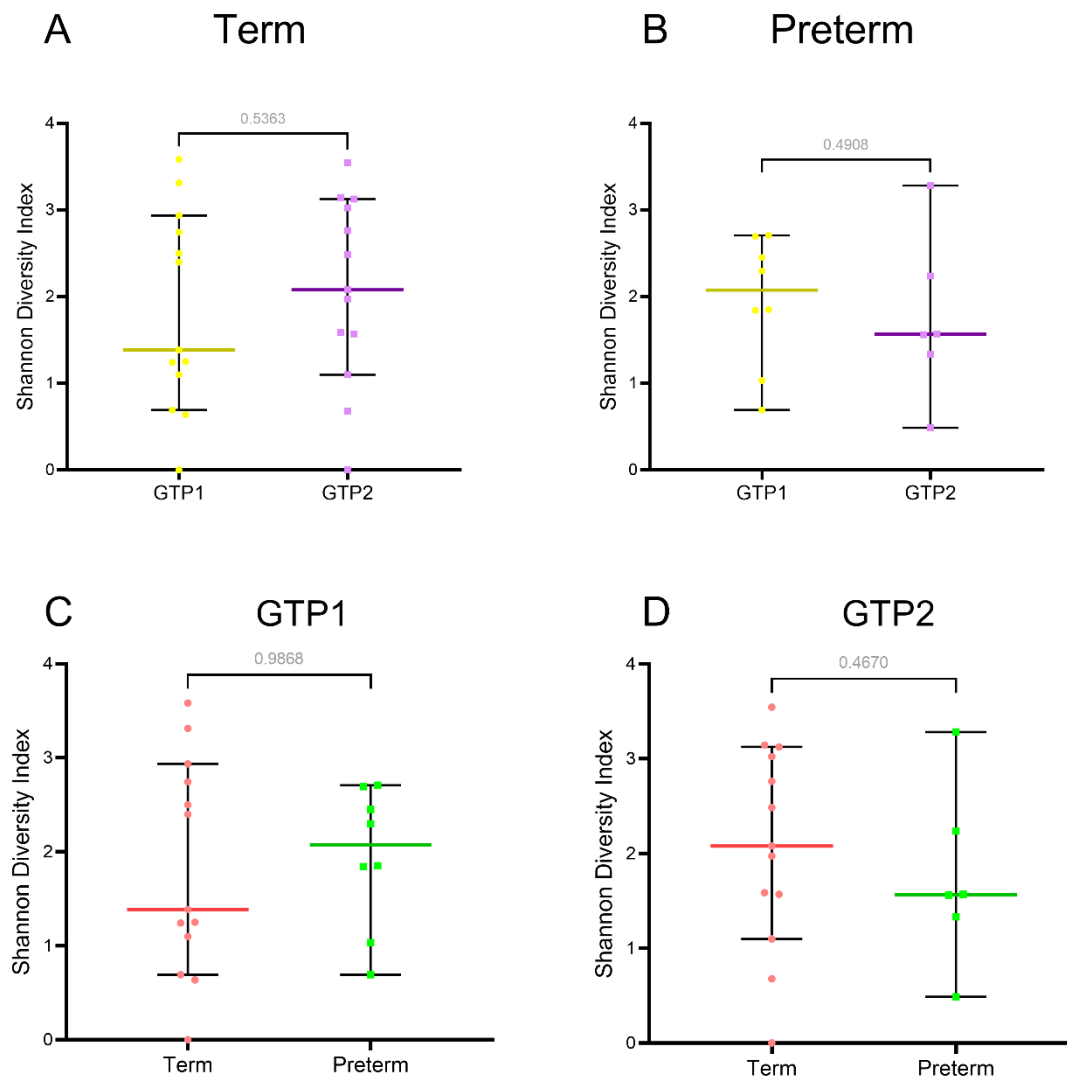 A Term
0.5363
Shannon Diversity Index
4
3
2
1
0
GTP1 GTP2
B Preterm
0.4908
Shannon Diversity Index
4
3
2
1
0
GTP1 GTP2
C GTP1
0.9868
Shannon Diversity Index
4
3
2
1
0
Term Preterm
D GTP2
0.4670
Shannon Diversity Index
4
3
2
1
0
Term Preterm